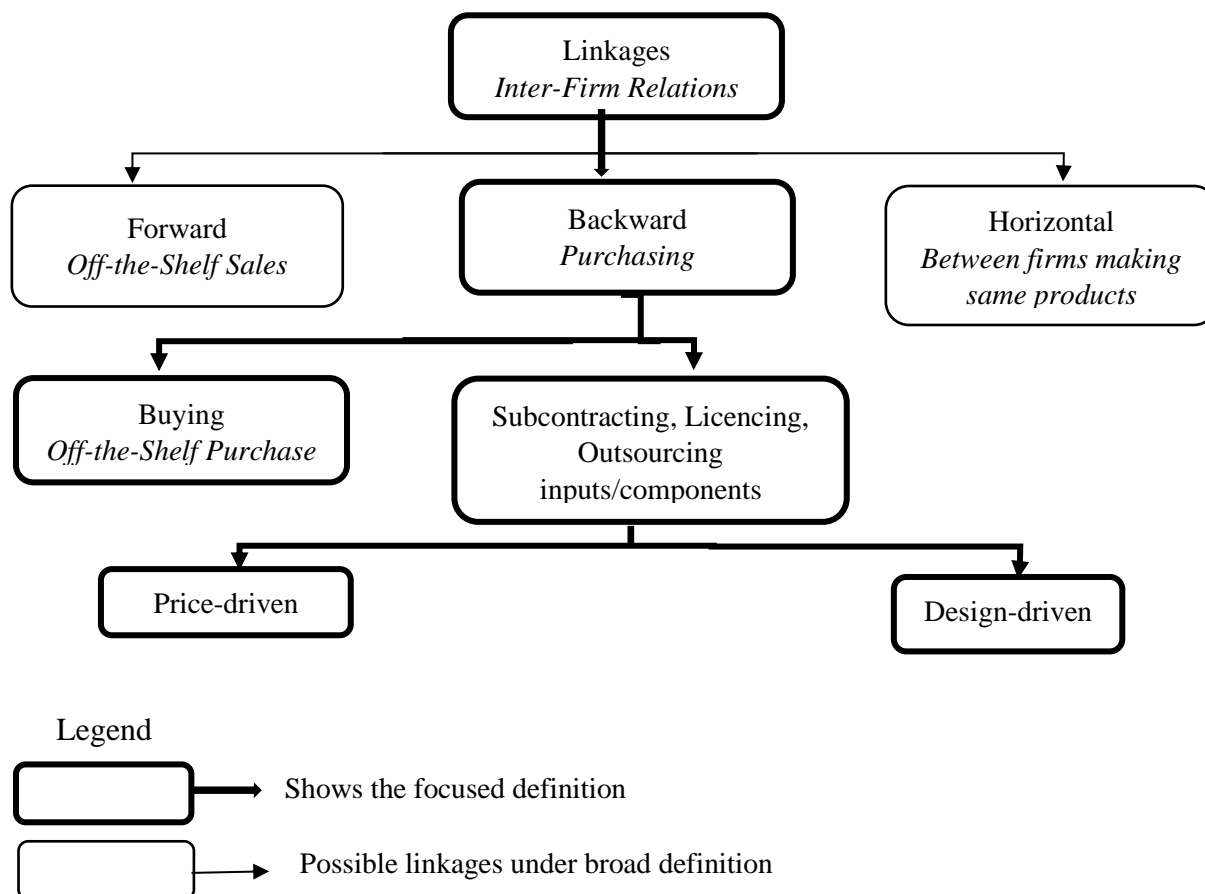 Linkages
Inter-Firm Relations
Forward
Off-the-Shelf Sales
Backward
Purchasing
Horizontal
Between firms making
same products
Buying
Off-the-Shelf Purchase
Subcontracting, Licencing,
Outsourcing
inputs/components
Price-driven
Design-driven
Legend
Shows the focused definition
Possible linkages under broad definition